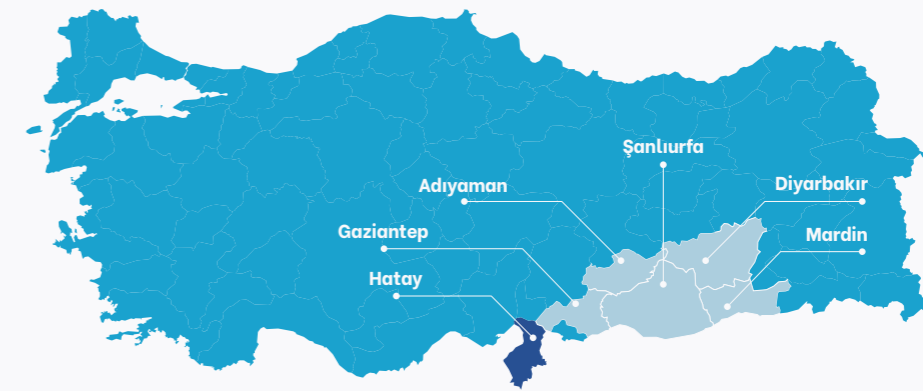 Şanlıurfa
Adıyaman
Diyarbakır
Gaziantep
Mardin
Hatay